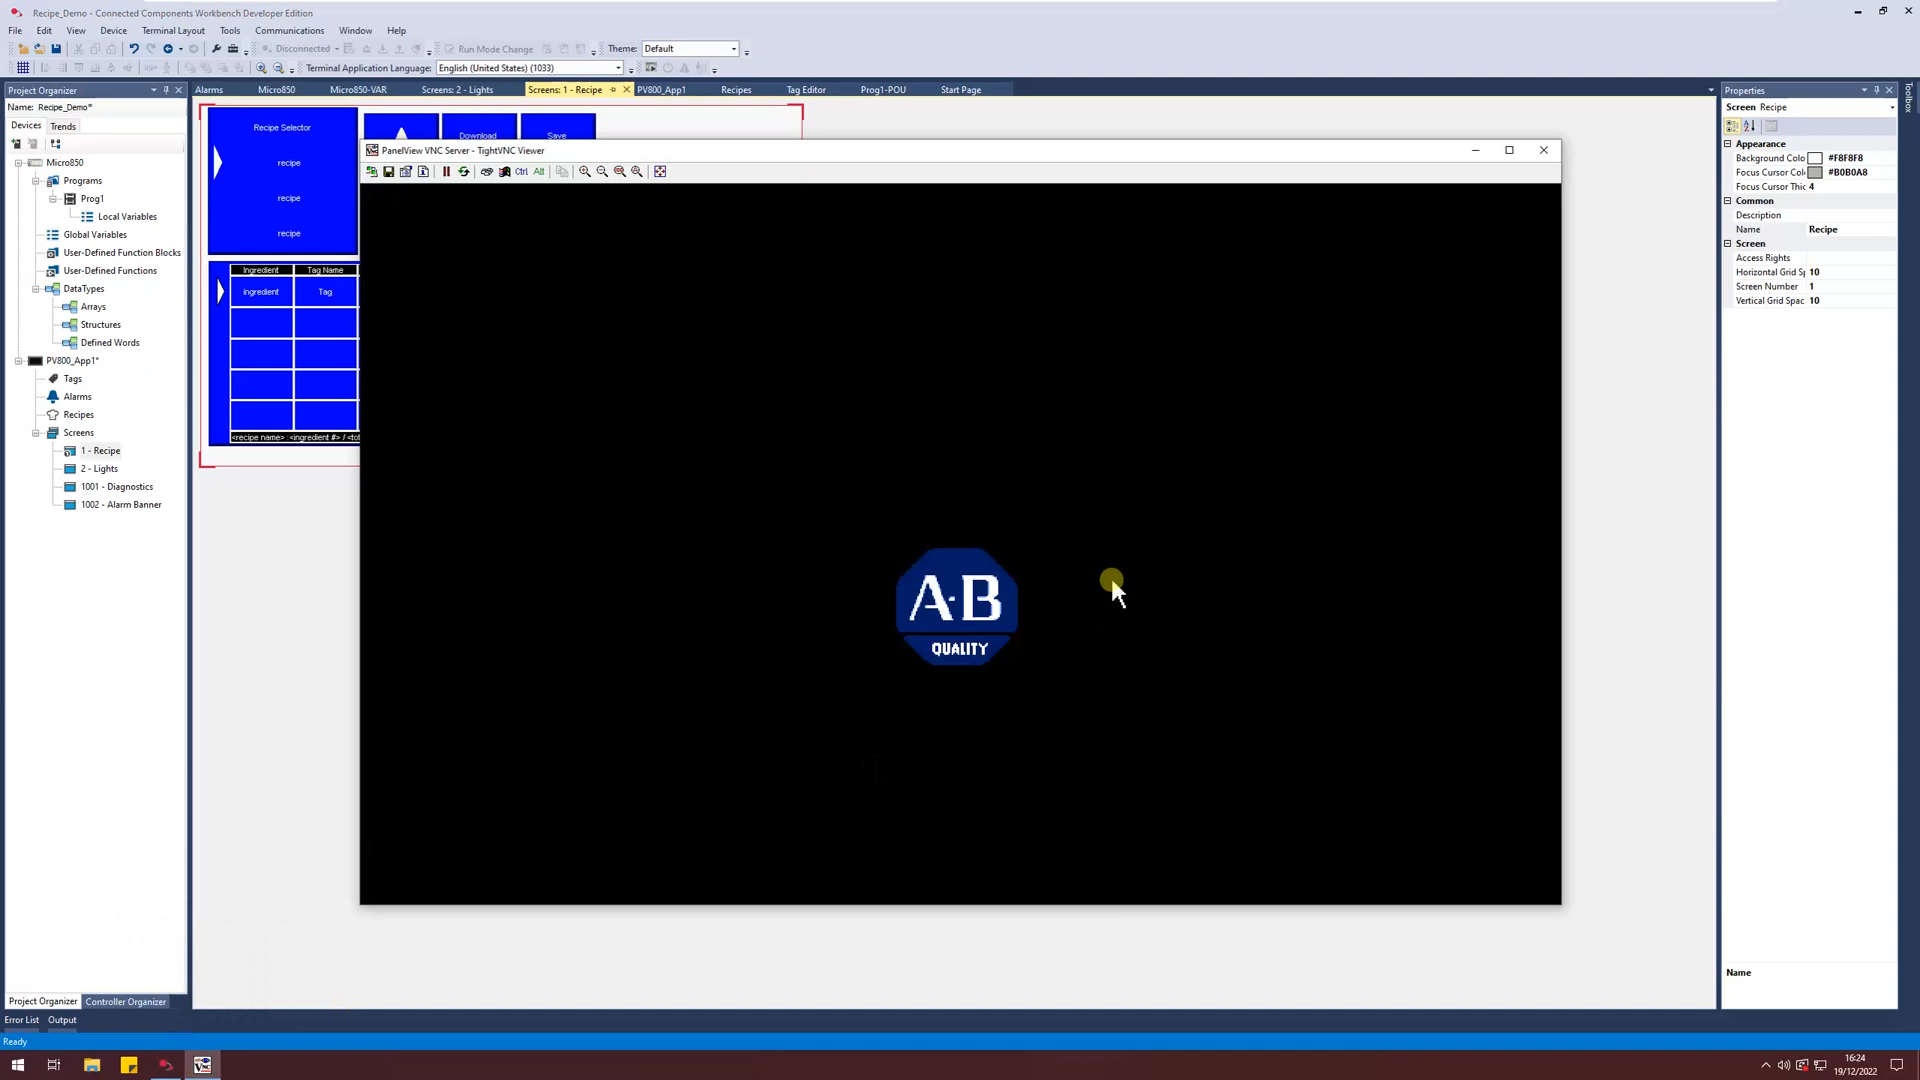 Recipe_Demo - Connected Components Workbench Developer Edition
File Edit View Device Terminal Layout Tools Communications Window Help
Disconnected Run Mode Change Theme: Default
Terminal Application Language: English (United States) (1033)
Project Organizer
Name: Recipe_Demo*
Devices Trends
Micro850
Programs
Prog1
Local Variables
Global Variables
User-Defined Function Blocks
User-Defined Functions
DataTypes
Arrays
Structures
Defined Words
PV800_App1*
Tags
Alarms
Recipes
Screens
1 - Recipe
2 - Lights
1001 - Diagnostics
1002 - Alarm Banner
Project Organizer Controller Organizer
Alarms Micro850 Micro850-VAR Screens: 2 - Lights Screens: 1 - Recipe PV800_App1 Recipes Tag Editor Prog1-POU Start Page
Recipe Selector
recipe
recipe
recipe
Download Save
Ingredient Tag Name
ingredient Tag
<recipe name> :<ingredient #> / <tot
PanelView VNC Server - TightVNC Viewer
Ctrl Alt
A-B
QUALITY
Properties
Screen Recipe
Appearance
Background Colo #F8F8F8
Focus Cursor Colo #B0B0A8
Focus Cursor Thic 4
Common
Description
Name Recipe
Screen
Access Rights
Horizontal Grid Sp 10
Screen Number 1
Vertical Grid Spac 10
Name
Toolbox
Error List Output
Ready
16:24
19/12/2022